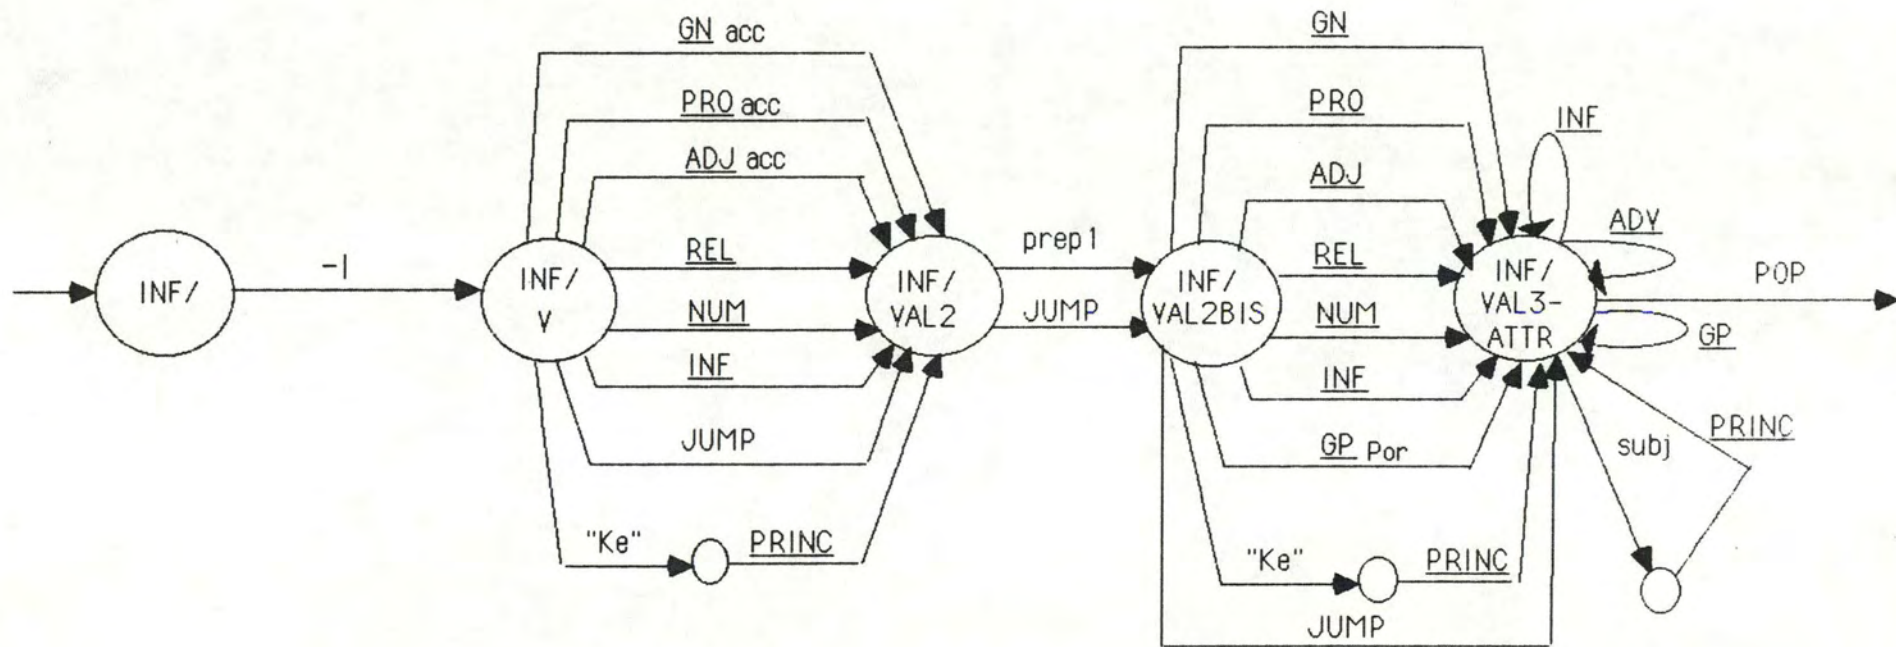 INF/
-I
INF/
V
GN acc
PRO acc
ADJ acc
REL
NUM
INF
JUMP
"Ke"
PRINC
INF/
VAL2
prep1
JUMP
INF/
VAL2BIS
GN
PRO
ADJ
REL
NUM
INF
GP Por
"Ke"
PRINC
JUMP
INF/
VAL3-
ATTR
INF
ADV
POP
GP
subj
PRINC